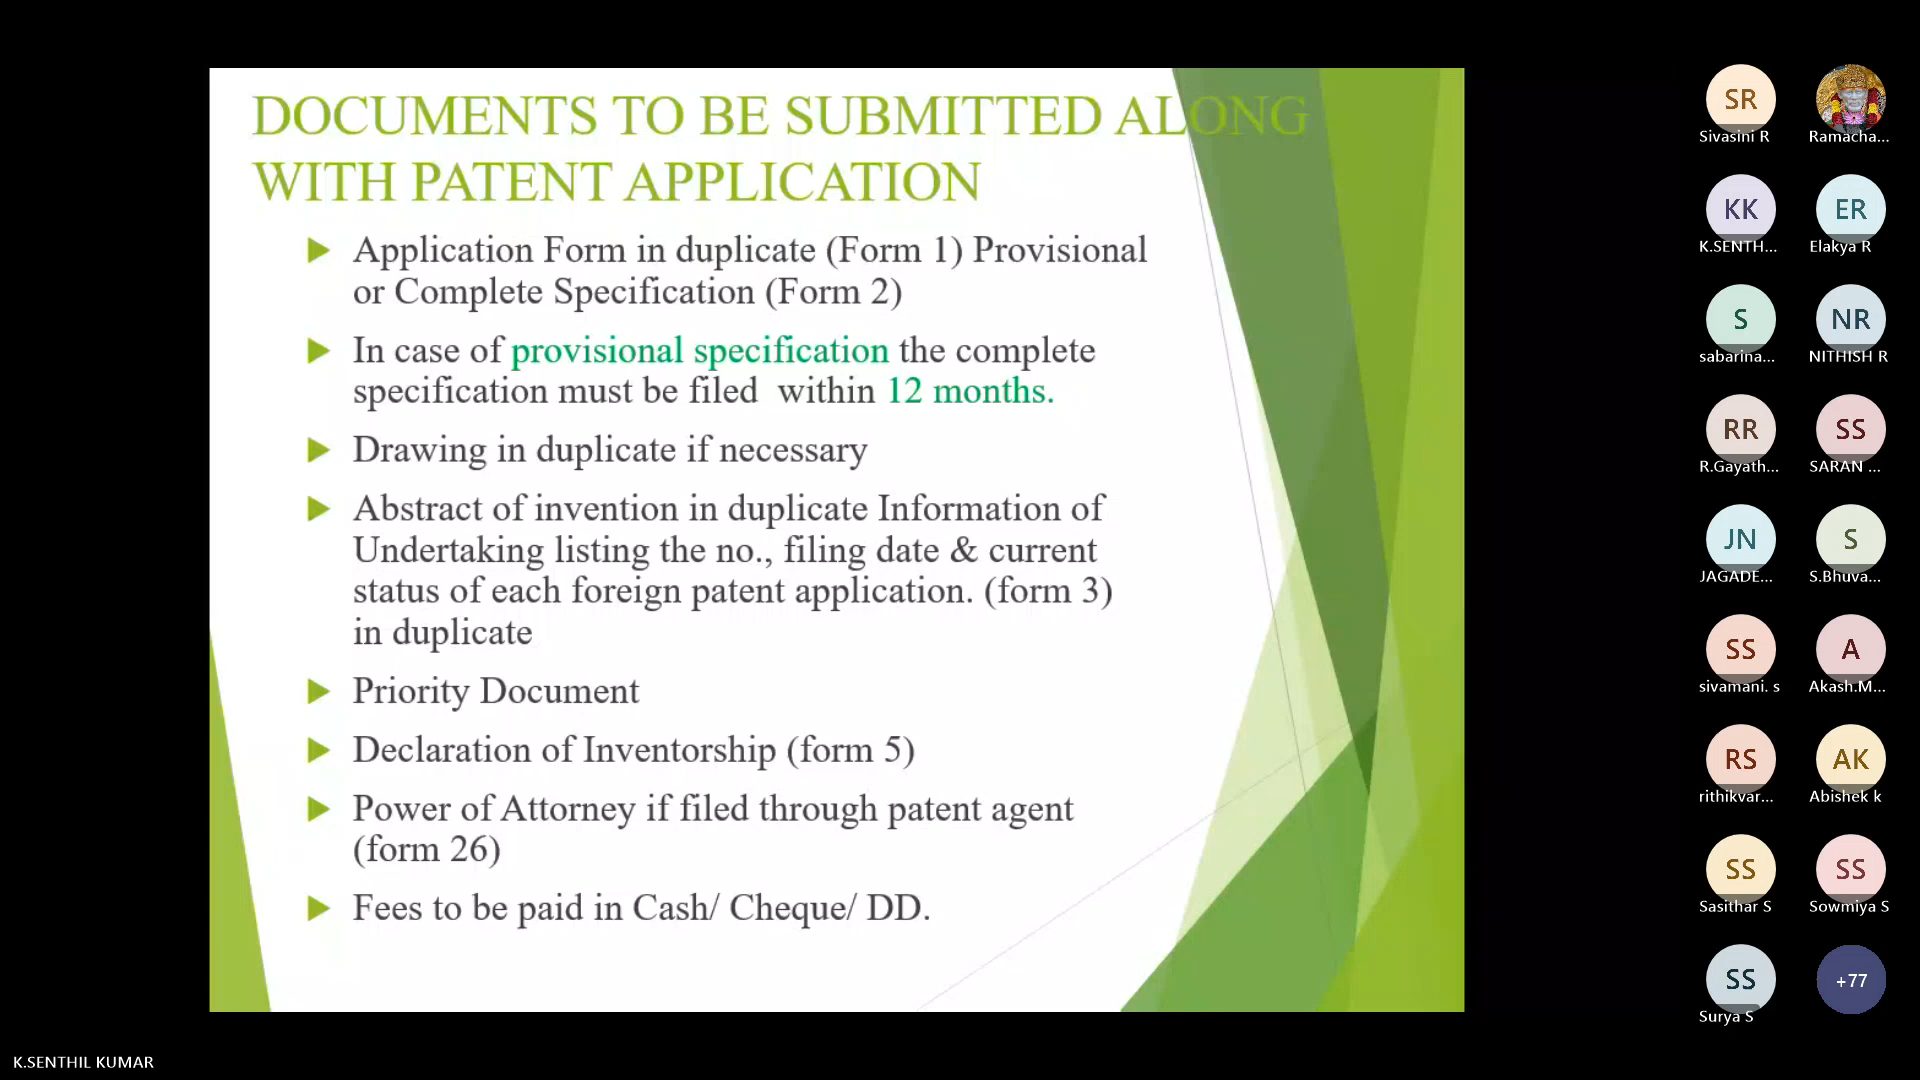 DOCUMENTS TO BE SUBMITTED ALONG
WITH PATENT APPLICATION
Application Form in duplicate (Form 1) Provisional
or Complete Specification (Form 2)
In case of provisional specification the complete
specification must be filed within 12 months.
Drawing in duplicate if necessary
Abstract of invention in duplicate Information of
Undertaking listing the no., filing date & current
status of each foreign patent application. (form 3)
in duplicate
Priority Document
Declaration of Inventorship (form 5)
Power of Attorney if filed through patent agent
(form 26)
Fees to be paid in Cash/ Cheque/ DD.
SR
Sivasini R
Ramacha...
KK
K.SENTH...
ER
Elakya R
S
sabarina...
NR
NITHISH R
RR
R.Gayath...
SS
SARAN ...
JN
JAGADE...
S
S.Bhuva...
SS
sivamani. s
A
Akash.M...
RS
rithikvar...
AK
Abishek k
SS
Sasithar S
SS
Sowmiya S
SS
Surya S
+77
K.SENTHIL KUMAR